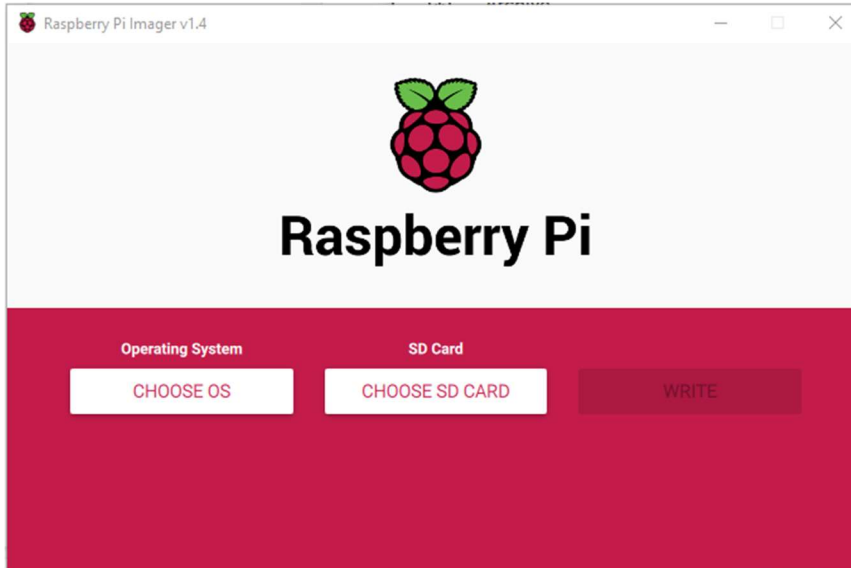 Raspberry Pi Imager v1.4
Raspberry Pi
Operating System
SD Card
CHOOSE OS
CHOOSE SD CARD
WRITE